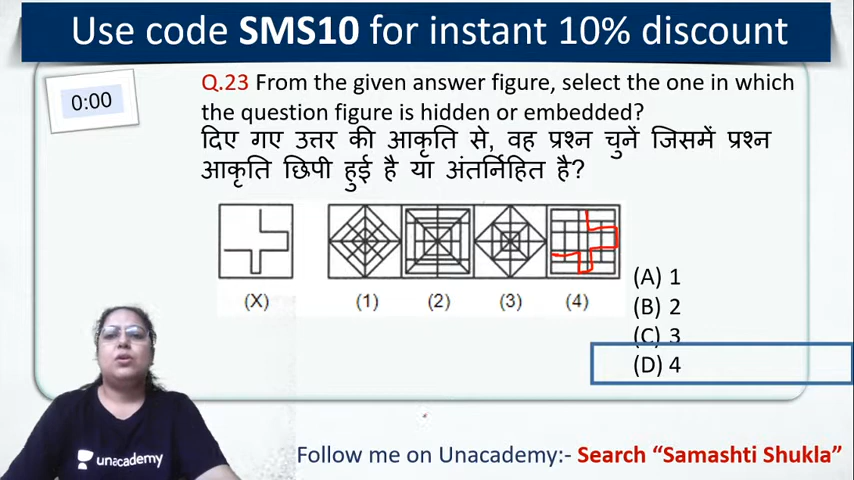 Use code SMS10 for instant 10% discount
0:00
Q.23 From the given answer figure, select the one in which
the question figure is hidden or embedded?
दिए गए उत्तर की आकृति से, वह प्रश्न चुनें जिसमें प्रश्न
आकृति छिपी हुई है या अंतर्निहित है?
(X) (1) (2) (3) (4)
(A) 1
(B) 2
(C) 3
(D) 4
unacademy
Follow me on Unacademy:- Search “Samashti Shukla”